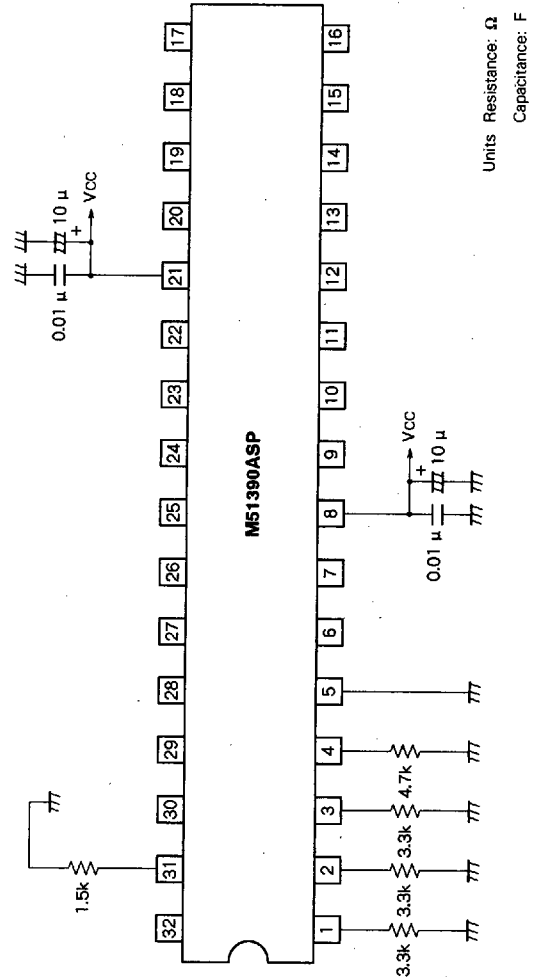 32
31
30
29
28
27
26
25
24
23
22
21
20
19
18
17
1.5k
0.01 μ
10 μ
+
Vcc
M51390ASP
1
2
3
4
5
6
7
8
9
10
11
12
13
14
15
16
3.3k
3.3k
3.3k
4.7k
0.01 μ
10 μ
+
Vcc
Units Resistance: Ω
Capacitance: F